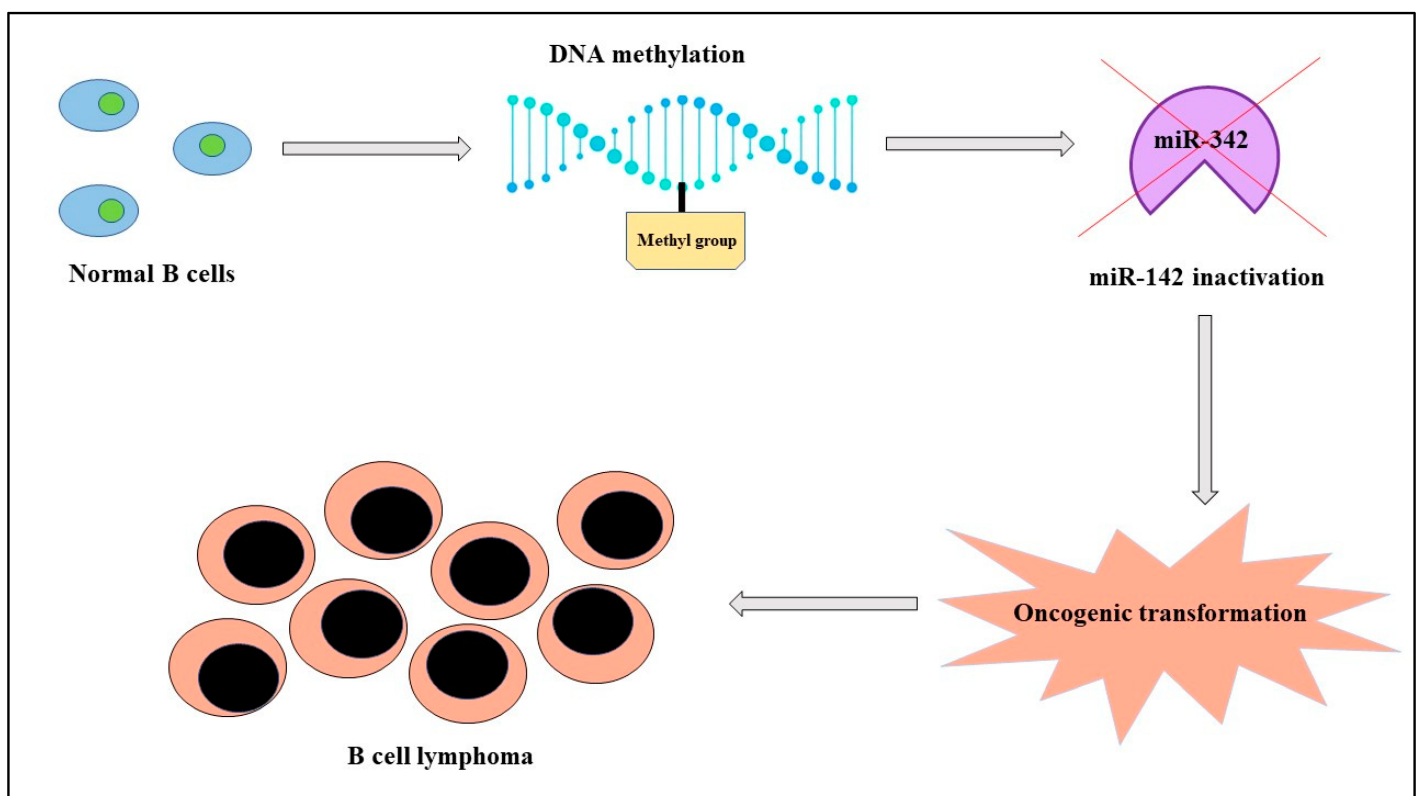 DNA methylation
miR-342
Methyl group
Normal B cells
miR-142 inactivation
Oncogenic transformation
B cell lymphoma